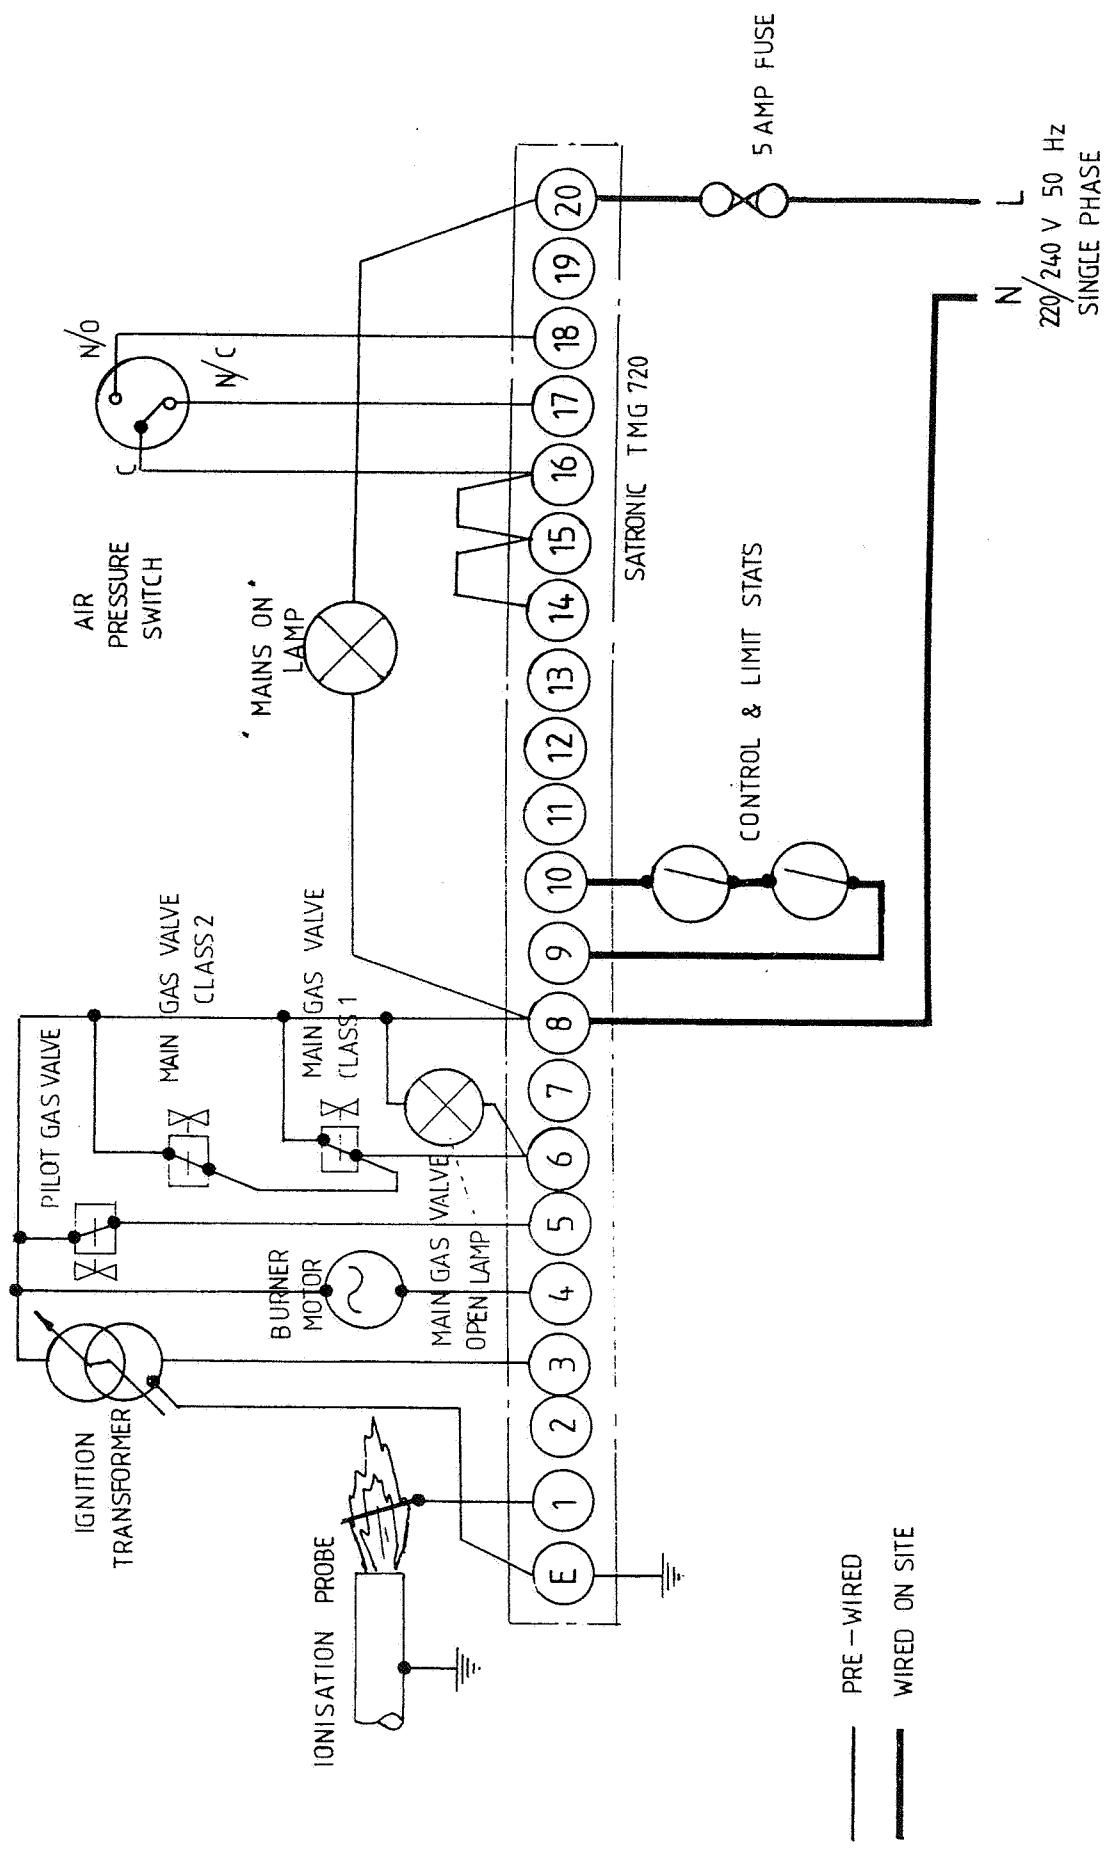 IGNITION
TRANSFORMER
PILOT GAS VALVE
MAIN GAS VALVE
CLASS 2
MAIN GAS VALVE
CLASS 1
BURNER
MOTOR
MAIN GAS VALVE
OPEN LAMP
IONISATION PROBE
' MAINS ON '
LAMP
AIR
PRESSURE
SWITCH
C
N/O
N/C
E 1 2 3 4 5 6 7 8 9 10 11 12 13 14 15 16 17 18 19 20
SATRONIC TMG 720
CONTROL & LIMIT STATS
5 AMP FUSE
N L
220/240 V 50 Hz
SINGLE PHASE
PRE-WIRED
WIRED ON SITE